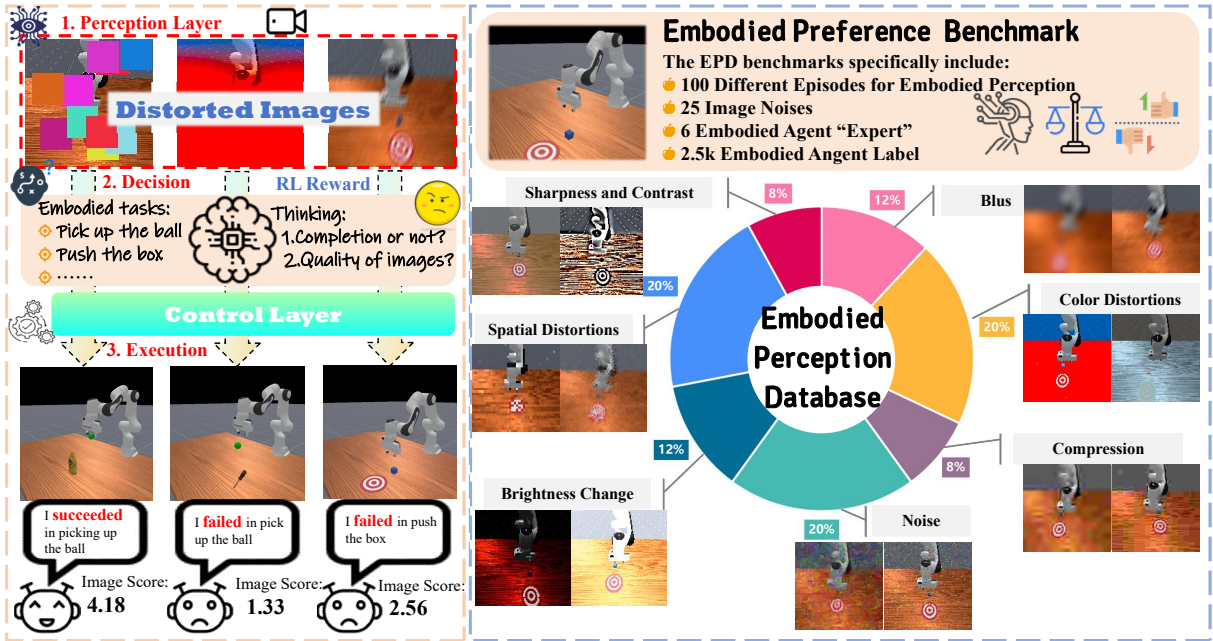 1. Perception Layer
Distorted Images
?
2. Decision
RL Reward
Embodied tasks:
Pick up the ball
Push the box
......
Thinking:
1.Completion or not?
2.Quality of images?
Control Layer
3. Execution
I succeeded
in picking up
the ball
I failed in pick
up the ball
I failed in push
the box
Image Score:
4.18
Image Score:
1.33
Image Score:
2.56
Embodied Preference Benchmark
The EPD benchmarks specifically include:
100 Different Episodes for Embodied Perception
25 Image Noises
6 Embodied Agent “Expert”
2.5k Embodied Angent Label
Sharpness and Contrast
8%
12%
Blus
20%
Color Distortions
20%
Spatial Distortions
Embodied
Perception
Database
12%
8%
Compression
Brightness Change
20%
Noise